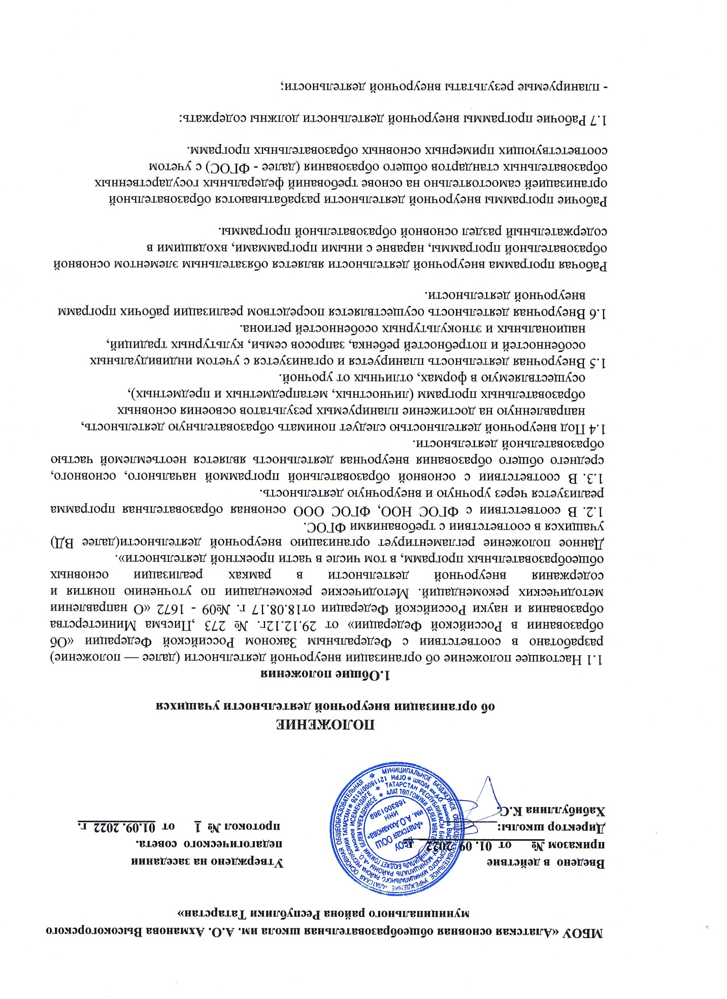 МБОУ «Алатская основная общеобразовательная школа им. А.О. Ахманова Высокогорского
муниципального района Республики Татарстан»
Введено в действие
приказом № от 01. 09. 2022 г.
Директор школы:
Хабибуллина К.С.
МБОУ
«Алатская ООШ
им. А.О.Ахманова»
ИНН
1683001369
Утверждено на заседании
педагогического совета.
протокол № 1 от 01.09. 2022 г.
ПОЛОЖЕНИЕ
об организации внеурочной деятельности учащихся
1.Общие положения
1.1 Настоящее положение об организации внеурочной деятельности (далее — положение)
разработано в соответствии с Федеральным Законом Российской Федерации «Об
образовании в Российской Федерации» от 29.12.12г. № 273 ,Письма Министерства
образования и науки Российской Федерации от18.08.17 г. №09 - 1672 «О направлении
методических рекомендаций. Методические рекомендации по уточнению понятия и
содержания внеурочной деятельности в рамках реализации основных
общеобразовательных программ, в том числе в части проектной деятельности».
Данное положение регламентирует организацию внеурочной деятельности(далее ВД)
учащихся в соответствии с требованиями ФГОС.
1.2. В соответствии с ФГОС НОО, ФГОС ООО основная образовательная программа
реализуется через урочную и внеурочную деятельность.
1.3. В соответствии с основной образовательной программой начального, основного,
среднего общего образования внеурочная деятельность является неотъемлемой частью
образовательной деятельности.
1.4 Под внеурочной деятельностью следует понимать образовательную деятельность,
направленную на достижение планируемых результатов освоения основных
образовательных программ (личностных, метапредметных и предметных),
осуществляемую в формах, отличных от урочной.
1.5 Внеурочная деятельность планируется и организуется с учетом индивидуальных
особенностей и потребностей ребенка, запросов семьи, культурных традиций,
национальных и этнокультурных особенностей региона.
1.6 Внеурочная деятельность осуществляется посредством реализации рабочих программ
внеурочной деятельности.
Рабочая программа внеурочной деятельности является обязательным элементом основной
образовательной программы, наравне с иными программами, входящими в
содержательный раздел основной образовательной программы.
Рабочие программы внеурочной деятельности разрабатываются образовательной
организацией самостоятельно на основе требований федеральных государственных
образовательных стандартов общего образования (далее - ФГОС) с учетом
соответствующих примерных основных образовательных программ.
1.7 Рабочие программы внеурочной деятельности должны содержать:
- планируемые результаты внеурочной деятельности;